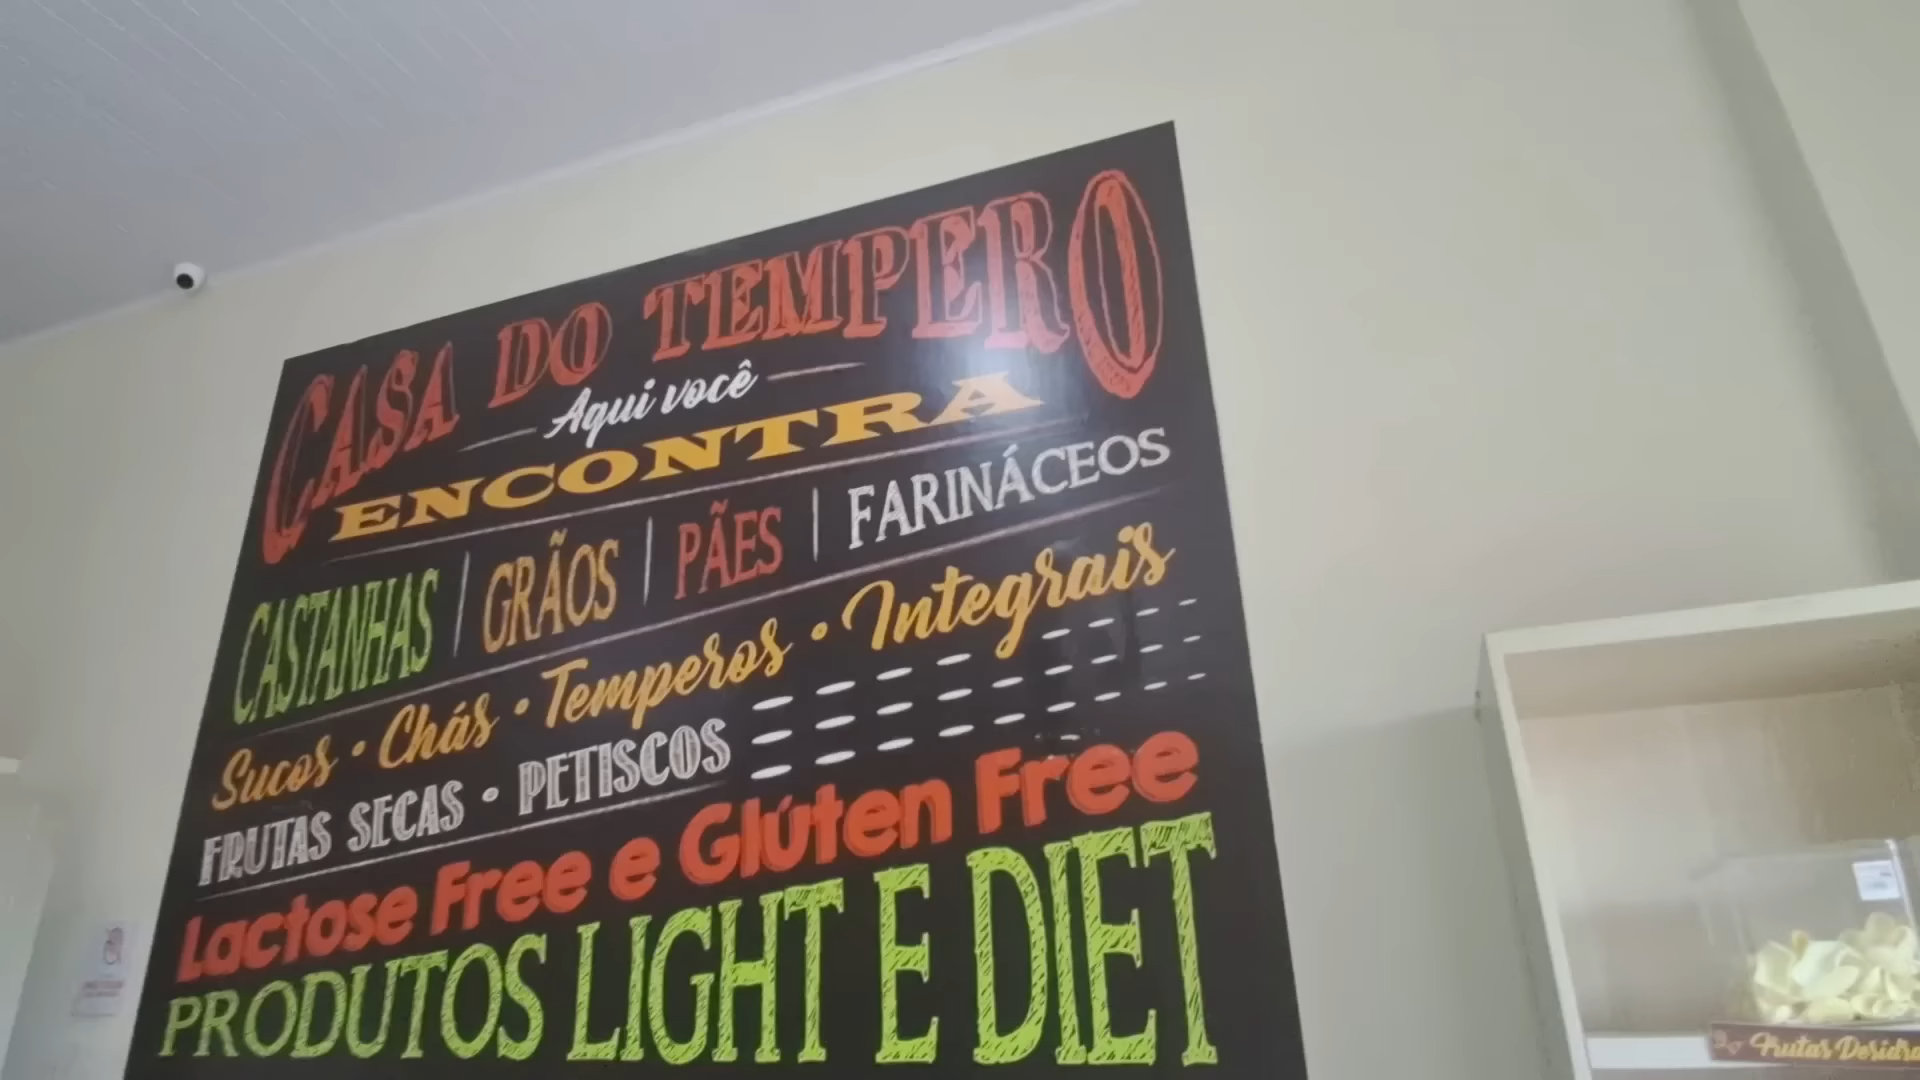 CASA DO TEMPERO
Aqui você
ENCONTRA
CASTANHAS | GRÃOS | PÃES | FARINÁCEOS
Sucos • Chás • Temperos • Integrais
FRUTAS SECAS • PETISCOS
Lactose Free e Glúten Free
PRODUTOS LIGHT E DIET
Frutas